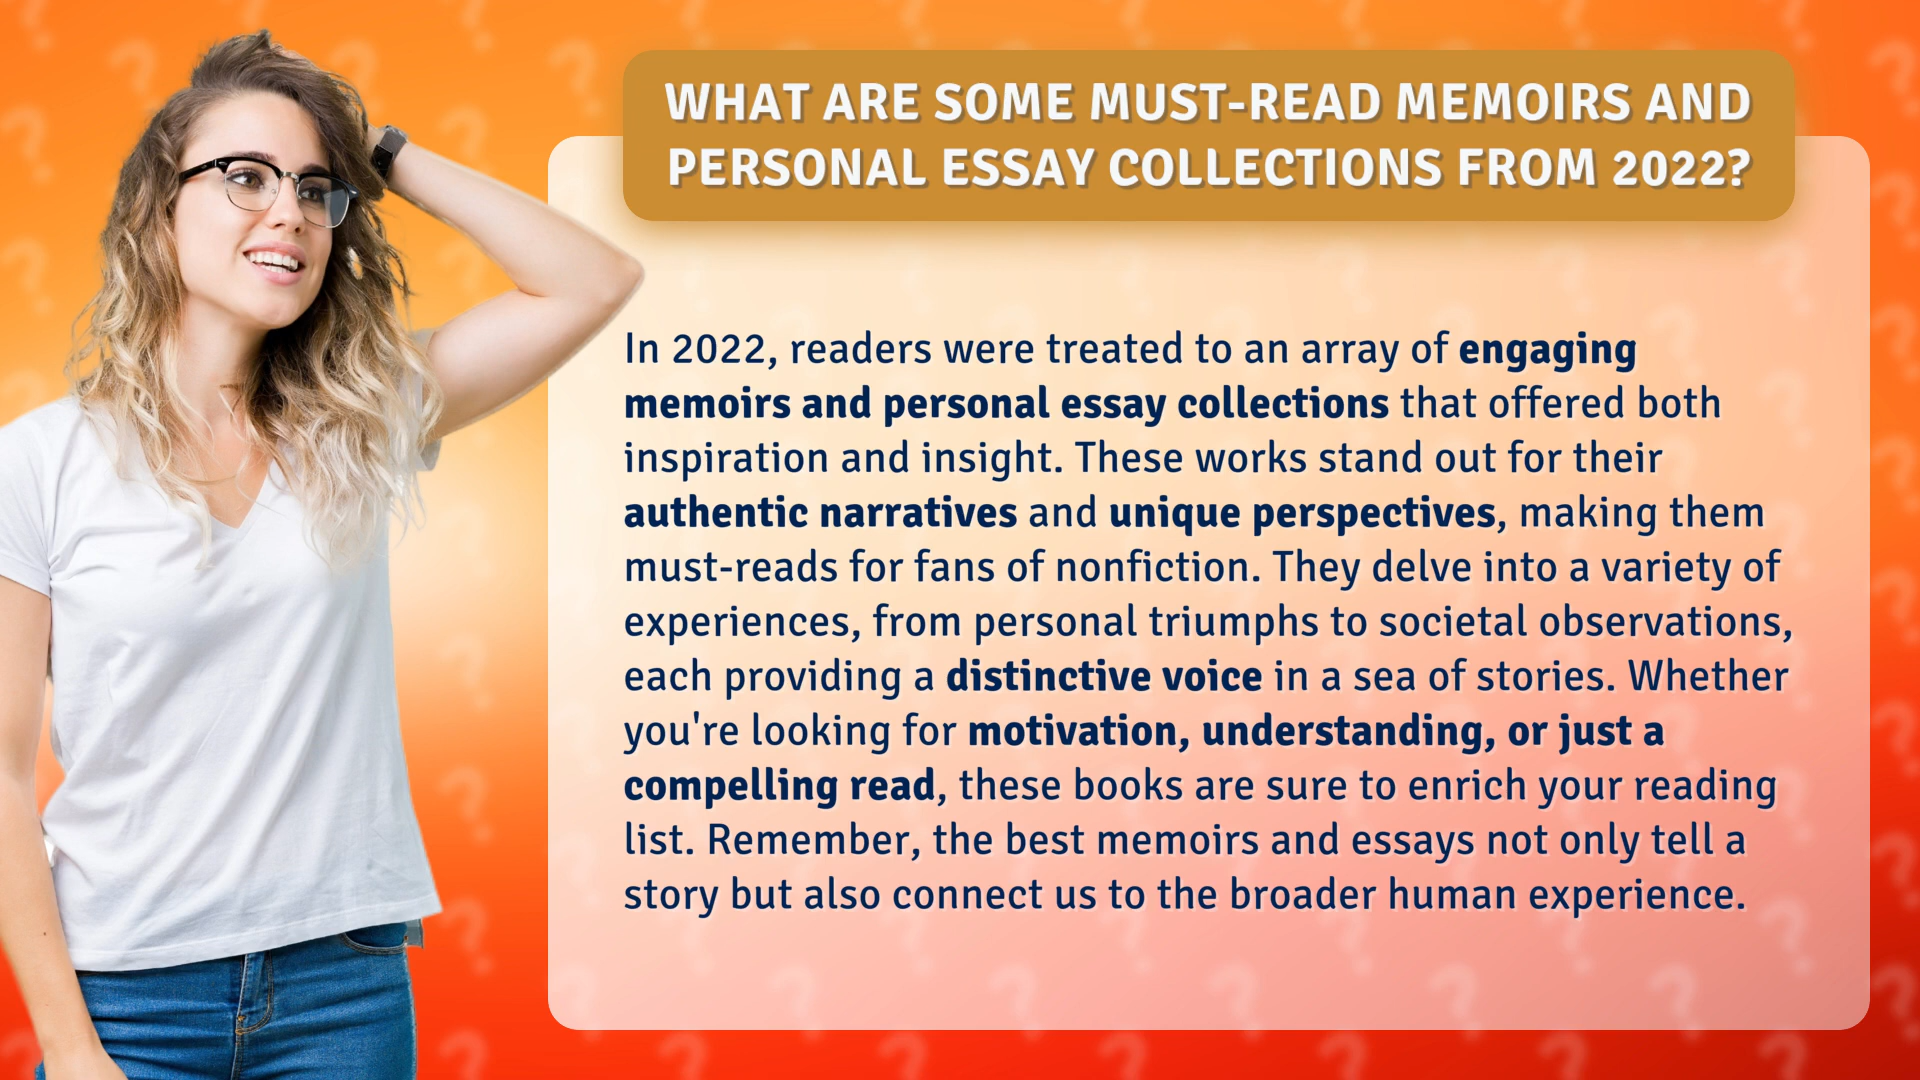 WHAT ARE SOME MUST-READ MEMOIRS AND
PERSONAL ESSAY COLLECTIONS FROM 2022?
In 2022, readers were treated to an array of engaging
memoirs and personal essay collections that offered both
inspiration and insight. These works stand out for their
authentic narratives and unique perspectives, making them
must-reads for fans of nonfiction. They delve into a variety of
experiences, from personal triumphs to societal observations,
each providing a distinctive voice in a sea of stories. Whether
you're looking for motivation, understanding, or just a
compelling read, these books are sure to enrich your reading
list. Remember, the best memoirs and essays not only tell a
story but also connect us to the broader human experience.